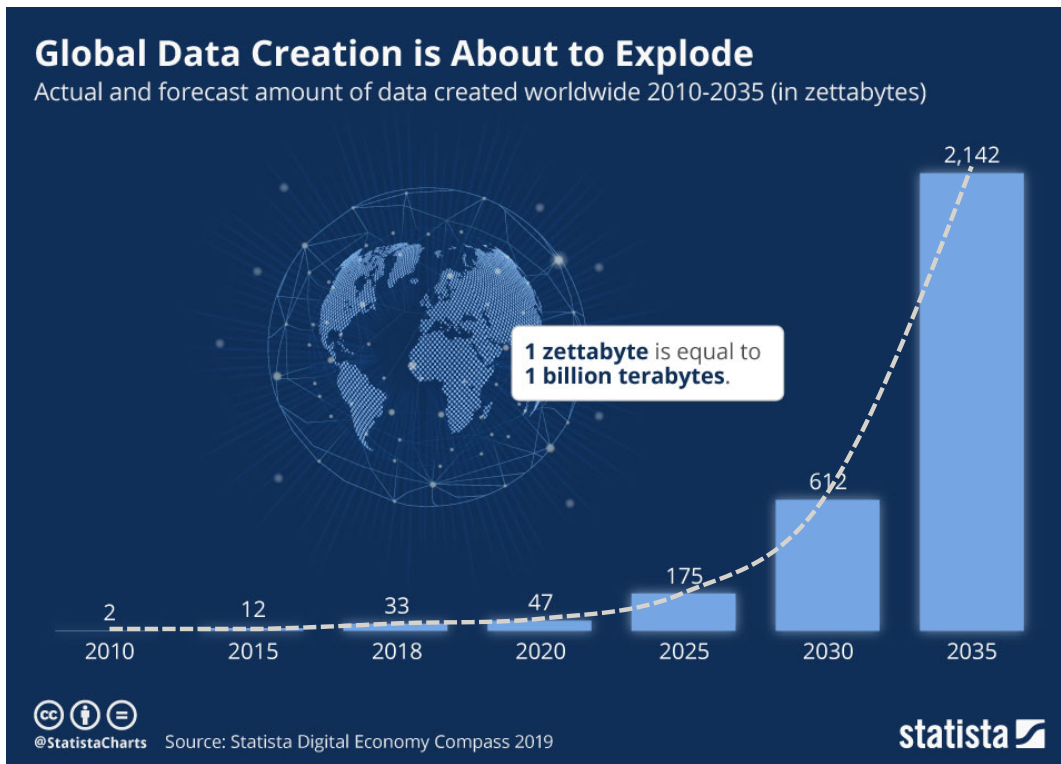 Global Data Creation is About to Explode
Actual and forecast amount of data created worldwide 2010-2035 (in zettabytes)
2,142
1 zettabyte is equal to
1 billion terabytes.
612
175
47
33
12
2
2010 2015 2018 2020 2025 2030 2035
cc
@StatistaCharts Source: Statista Digital Economy Compass 2019
statista